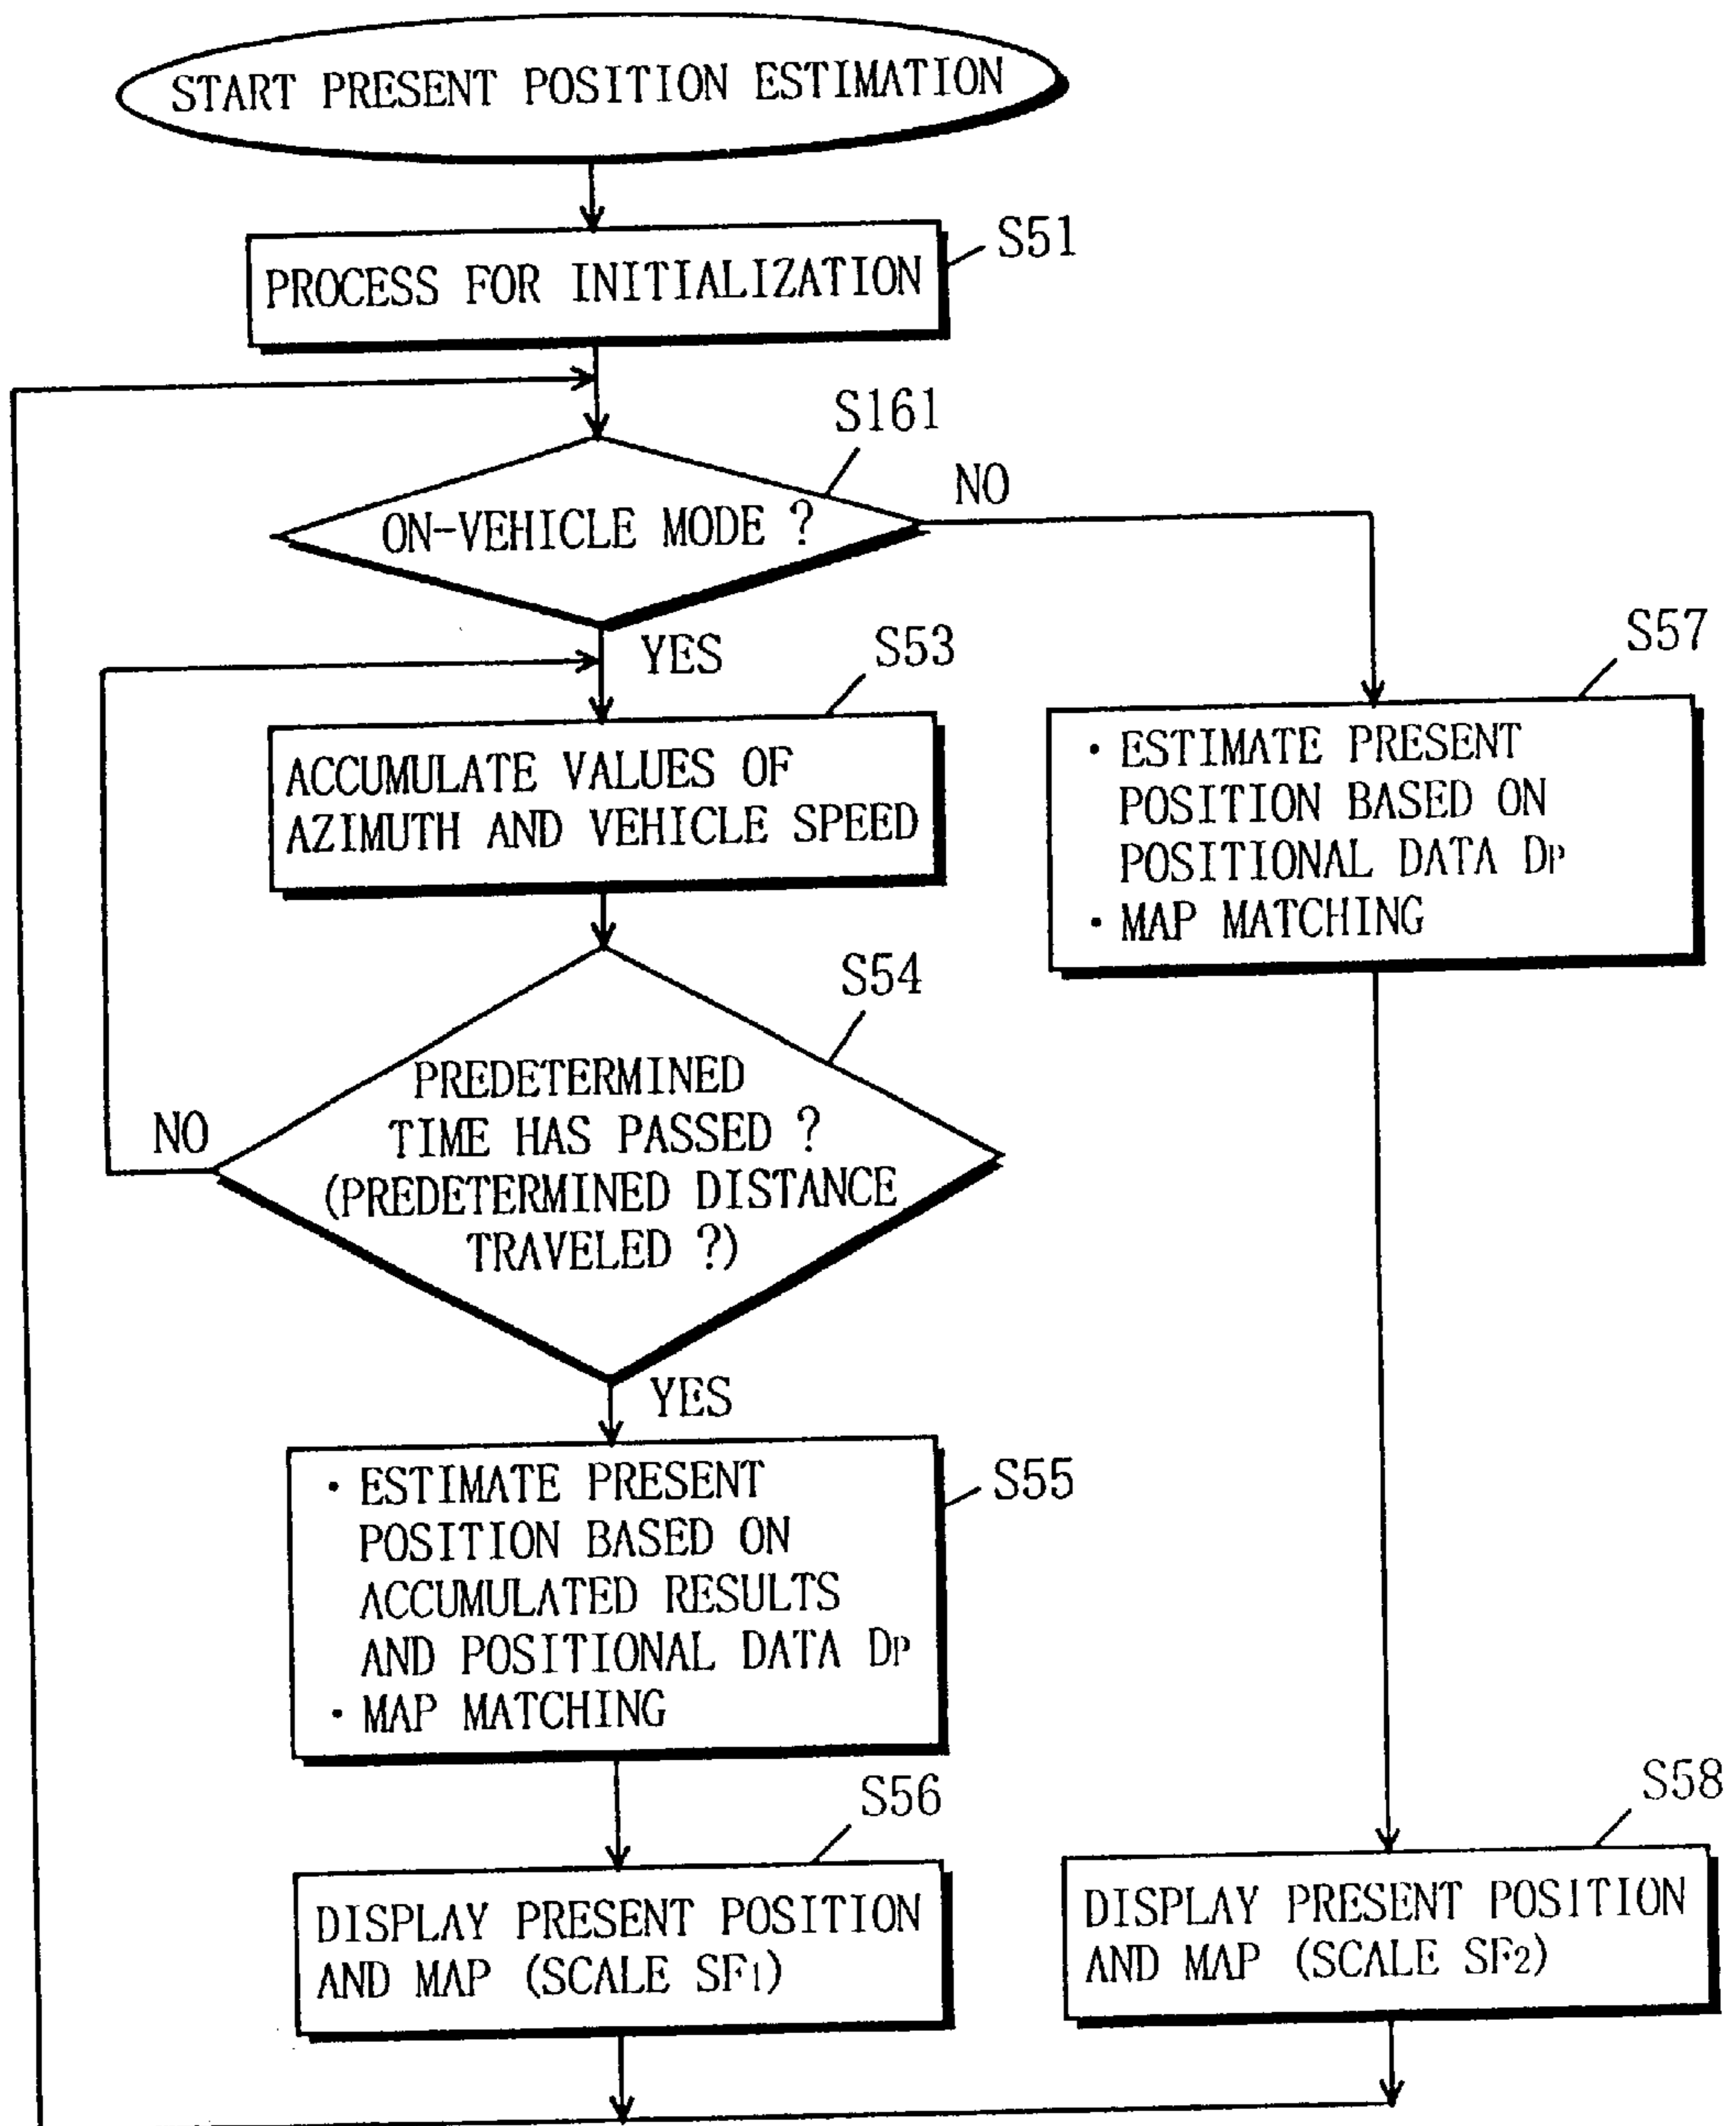 START PRESENT POSITION ESTIMATION
S51
PROCESS FOR INITIALIZATION
S161
ON-VEHICLE MODE ?
NO
YES
S53
ACCUMULATE VALUES OF
AZIMUTH AND VEHICLE SPEED
S57
· ESTIMATE PRESENT
POSITION BASED ON
POSITIONAL DATA DP
· MAP MATCHING
S54
PREDETERMINED
TIME HAS PASSED ?
(PREDETERMINED DISTANCE
TRAVELED ?)
NO
YES
S55
· ESTIMATE PRESENT
POSITION BASED ON
ACCUMULATED RESULTS
AND POSITIONAL DATA DP
· MAP MATCHING
S56
DISPLAY PRESENT POSITION
AND MAP (SCALE SF1)
S58
DISPLAY PRESENT POSITION
AND MAP (SCALE SF2)